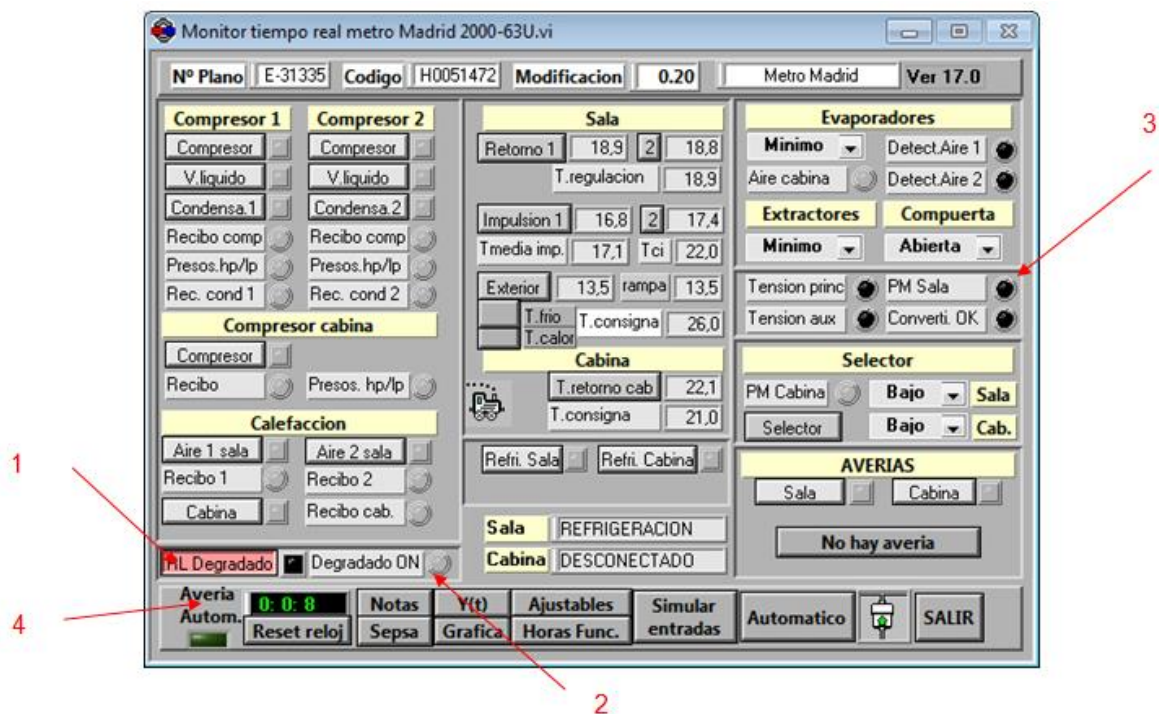 Monitor tiempo real metro Madrid 2000-63U.vi
Nº Plano E-31335 Codigo H0051472 Modificacion 0.20 Metro Madrid Ver 17.0
Compresor 1 Compresor 2
Compresor Compresor
V.liquido V.liquido
Condensa.1 Condensa.2
Recibo comp Recibo comp
Presos.hp/lp Presos.hp/lp
Rec. cond 1 Rec. cond 2
Compresor cabina
Compresor
Recibo Presos. hp/lp
Calefaccion
Aire 1 sala Aire 2 sala
Recibo 1 Recibo 2
Cabina Recibo cab.
RL Degradado Degradado ON
Sala
Retorno 1 18,9 2 18,8
T.regulacion 18,9
Impulsion 1 16,8 2 17,4
Tmedia imp. 17,1 Tci 22,0
Exterior 13,5 rampa 13,5
T.frio T.consigna 26,0
T.calor
Cabina
T.retorno cab 22,1
T.consigna 21,0
Refri. Sala Refri. Cabina
Sala REFRIGERACION
Cabina DESCONECTADO
Evaporadores
Minimo Detect.Aire 1
Aire cabina Detect.Aire 2
Extractores Compuerta
Minimo Abierta
Tension princ PM Sala
Tension aux Converti. OK
Selector
PM Cabina Bajo Sala
Selector Bajo Cab.
AVERIAS
Sala Cabina
No hay averia
Averia Autom. 0: 0: 8 Notas Y(t) Ajustables Simular entradas Automatico SALIR
Reset reloj Sepsa Grafica Horas Func.
1
2
3
4